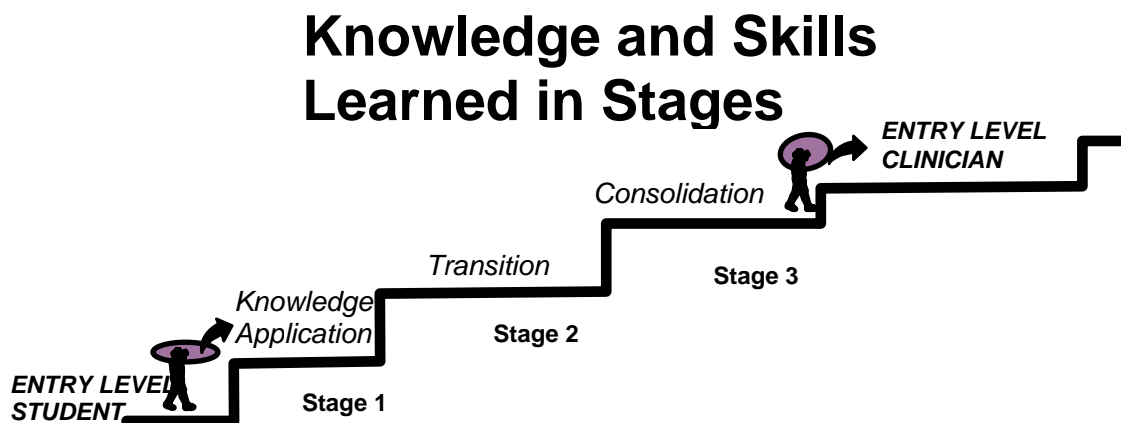 Knowledge and Skills
Learned in Stages
ENTRY LEVEL
CLINICIAN
Consolidation
Stage 3
Transition
Stage 2
Knowledge
Application
Stage 1
ENTRY LEVEL
STUDENT